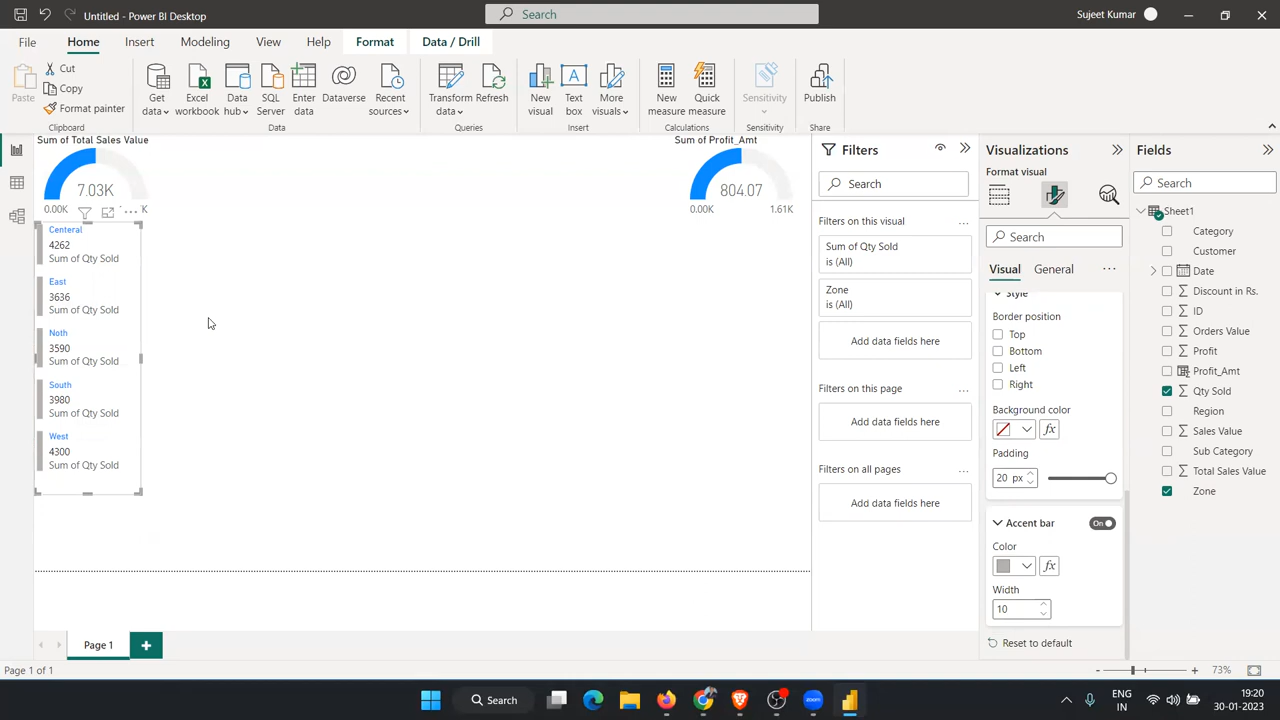 Untitled - Power BI Desktop
Search
Sujeet Kumar
File
Home
Insert
Modeling
View
Help
Format
Data / Drill
Paste
Cut
Copy
Format painter
Clipboard
Get data
Excel workbook
Data hub
SQL Server
Enter data
Dataverse
Recent sources
Data
Transform data
Refresh
Queries
New visual
Text box
More visuals
Insert
New measure
Quick measure
Calculations
Sensitivity
Sensitivity
Publish
Share
Sum of Total Sales Value
7.03K
0.00K
K
Sum of Profit_Amt
804.07
0.00K
1.61K
Centeral
4262
Sum of Qty Sold
East
3636
Sum of Qty Sold
Noth
3590
Sum of Qty Sold
South
3980
Sum of Qty Sold
West
4300
Sum of Qty Sold
Filters
Search
Filters on this visual
...
Sum of Qty Sold
is (All)
Zone
is (All)
Add data fields here
Filters on this page
...
Add data fields here
Filters on all pages
...
Add data fields here
Visualizations
Format visual
Search
Visual
General
...
Style
Border position
Top
Bottom
Left
Right
Background color
fx
Padding
20 px
Accent bar
On
Color
fx
Width
10
Reset to default
Fields
Search
Sheet1
Category
Customer
Date
Discount in Rs.
ID
Orders Value
Profit
Profit_Amt
Qty Sold
Region
Sales Value
Sub Category
Total Sales Value
Zone
Page 1
Page 1 of 1
73%
Search
ENG
IN
19:20
30-01-2023